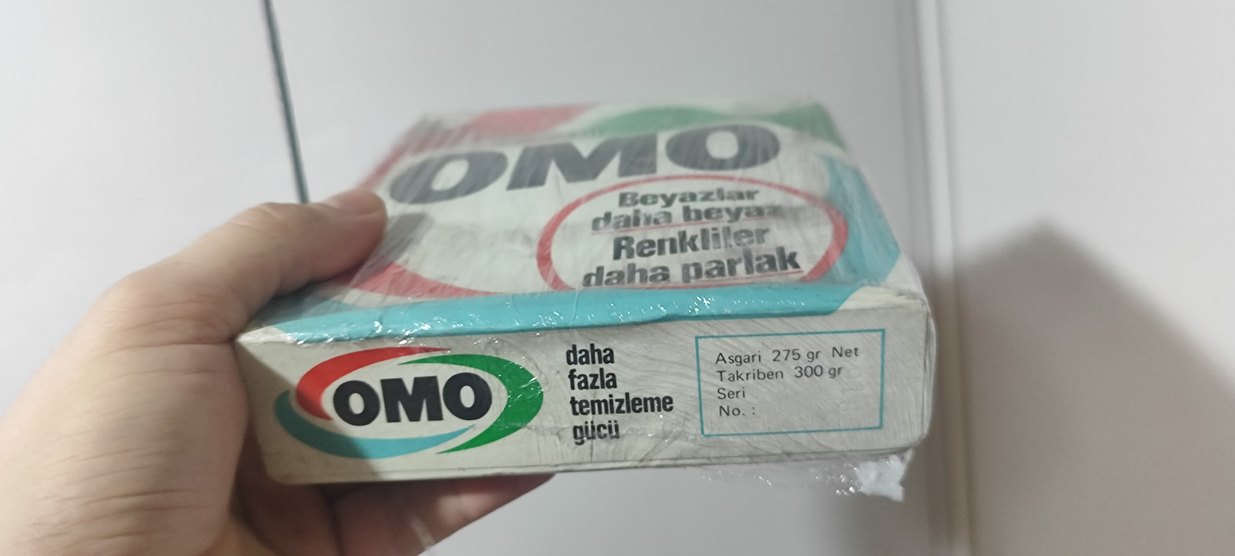 OMO
Beyazlar
daha beyaz
Renkliler
daha parlak
OMO
daha
fazla
temizleme
gücü
Asgari 275 gr Net
Takriben 300 gr
Seri
No. :